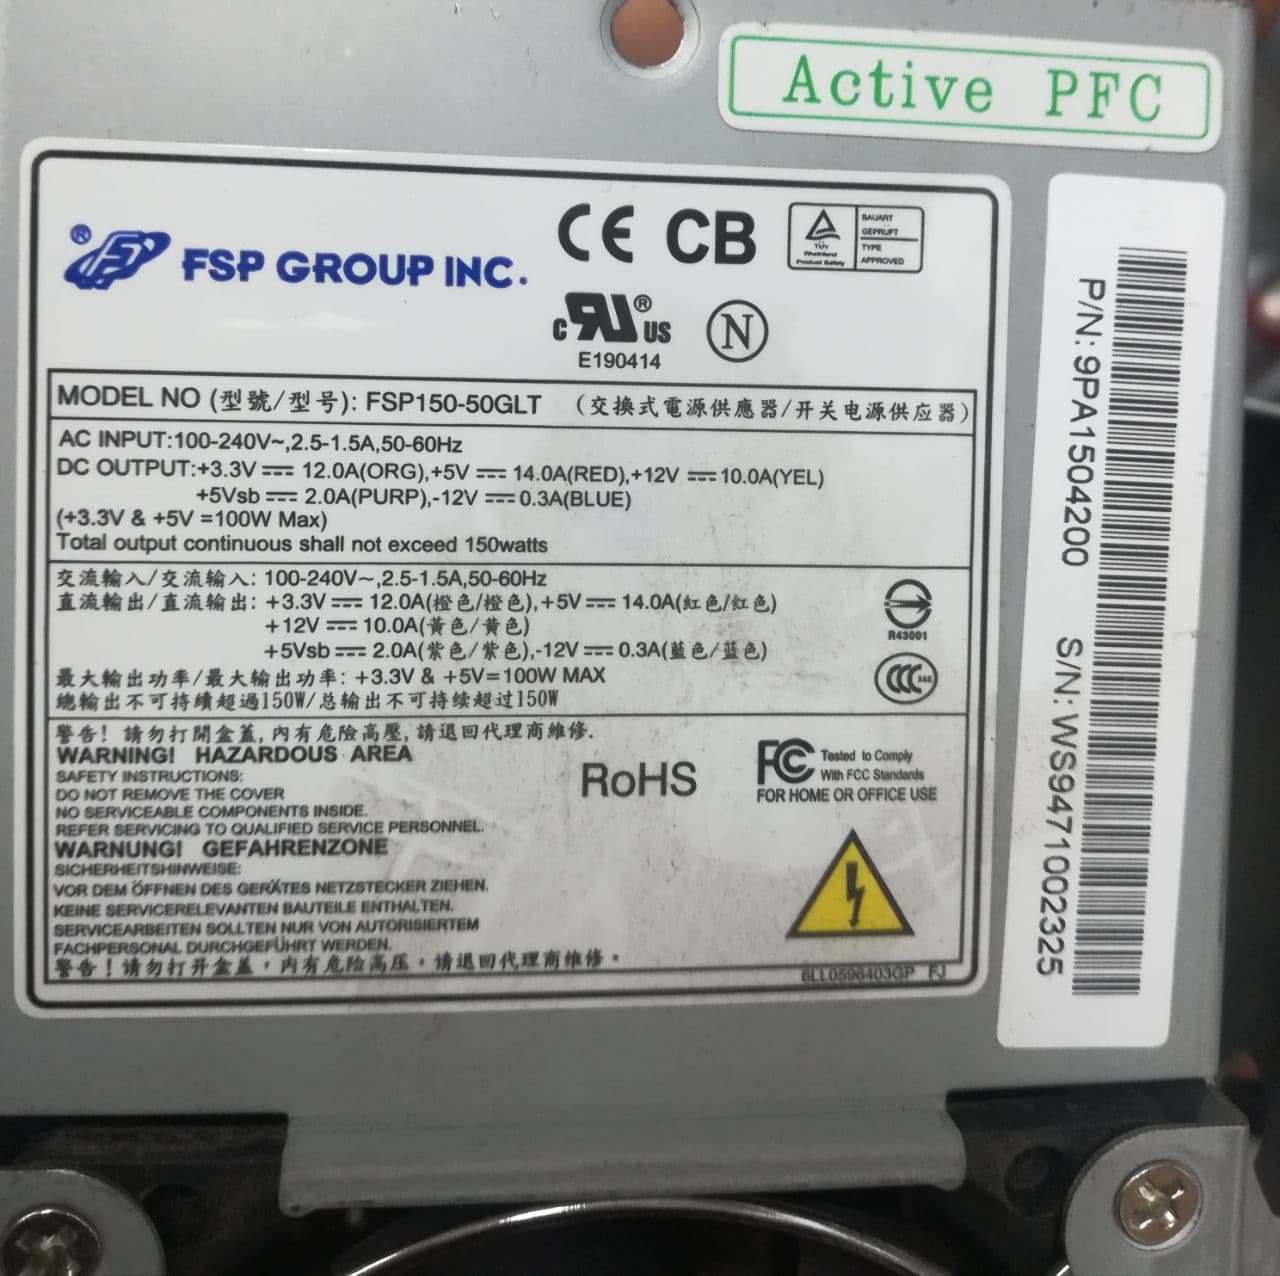 Active PFC
® FSP GROUP INC.
CE CB
TÜV
Rheinland
Product Safety
BAUART
GEPRÜFT
TYPE
APPROVED
c RU ® US
E190414
N
MODEL NO (型號/型号): FSP150-50GLT (交換式電源供應器/开关电源供应器)
AC INPUT:100-240V~,2.5-1.5A,50-60Hz
DC OUTPUT:+3.3V ⎓ 12.0A(ORG),+5V ⎓ 14.0A(RED),+12V ⎓10.0A(YEL)
+5Vsb ⎓ 2.0A(PURP),-12V ⎓0.3A(BLUE)
(+3.3V & +5V =100W Max)
Total output continuous shall not exceed 150watts
交流輸入/交流输入: 100-240V~,2.5-1.5A,50-60Hz
直流輸出/直流输出: +3.3V ⎓ 12.0A(橙色/橙色),+5V ⎓ 14.0A(紅色/红色)
+12V ⎓ 10.0A(黃色/黄色)
+5Vsb ⎓ 2.0A(紫色/紫色),-12V ⎓ 0.3A(藍色/蓝色)
最大輸出功率/最大输出功率: +3.3V & +5V=100W MAX
總輸出不可持續超過150W/总输出不可持续超过150W
R43001
CCC S&E
警告! 請勿打開盒蓋,內有危險高壓,請退回代理商維修.
WARNING! HAZARDOUS AREA
SAFETY INSTRUCTIONS:
DO NOT REMOVE THE COVER
NO SERVICEABLE COMPONENTS INSIDE.
REFER SERVICING TO QUALIFIED SERVICE PERSONNEL.
WARNUNG! GEFAHRENZONE
SICHERHEITSHINWEISE:
VOR DEM ÖFFNEN DES GERÄTES NETZSTECKER ZIEHEN.
KEINE SERVICERELEVANTEN BAUTEILE ENTHALTEN.
SERVICEARBEITEN SOLLTEN NUR VON AUTORISIERTEM
FACHPERSONAL DURCHGEFÜHRT WERDEN.
警告！请勿打开盒盖，内有危险高压，请退回代理商维修。
RoHS
FC Tested to Comply
With FCC Standards
FOR HOME OR OFFICE USE
6LL0596403GP FJ
P/N:9PA1504200 S/N:WS9471002325